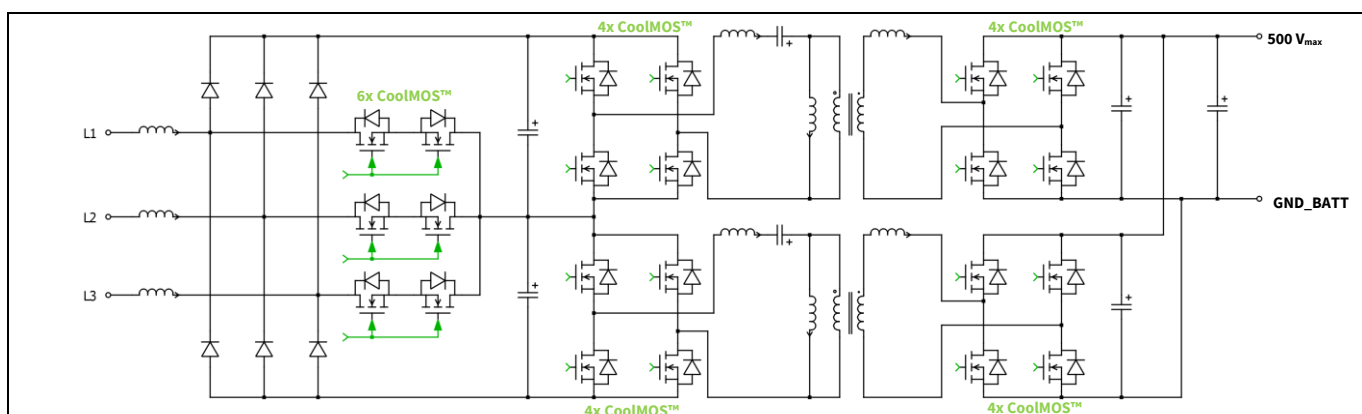 4x CoolMOS™
4x CoolMOS™
500 Vmax
6x CoolMOS™
L1
L2
GND_BATT
L3
4x CoolMOS™
4x CoolMOS™